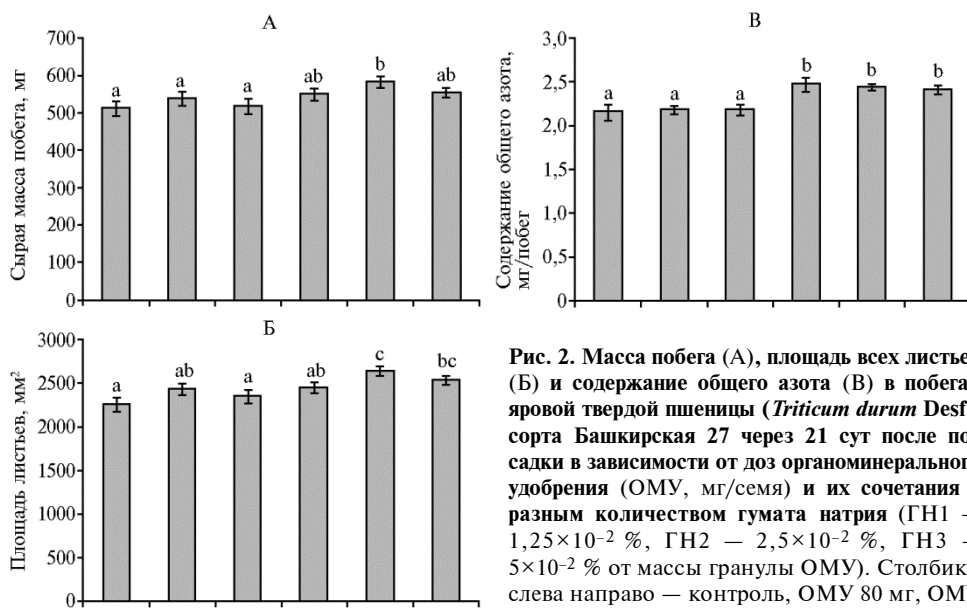 А
Сырая масса побега, мг
700
600
500
400
300
200
100
0
a
a
a
ab
b
ab
В
Содержание общего азота,
мг/побег
3,0
2,5
2,0
1,5
1,0
0,5
0
a
a
a
b
b
b
Б
Площадь листьев, мм²
3000
2500
2000
1500
1000
500
0
a
ab
a
ab
c
bc
Рис. 2. Масса побега (А), площадь всех листье
(Б) и содержание общего азота (В) в побега
яровой твердой пшеницы (Triticum durum Desf
сорта Башкирская 27 через 21 сут после по
садки в зависимости от доз органоминерального
удобрения (ОМУ, мг/семя) и их сочетания
разным количеством гумата натрия (ГН1 —
1,25×10⁻² %, ГН2 — 2,5×10⁻² %, ГН3 —
5×10⁻² % от массы гранулы ОМУ). Столбик
слева направо — контроль, ОМУ 80 мг, ОМ